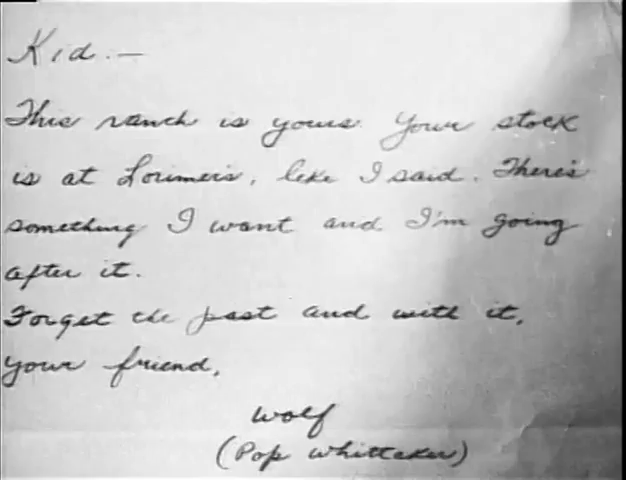 Kid.—
This ranch is yours. Your stock
is at Lorimer's, like I said. There's
something I want and I'm going
after it.
Forget the past and with it,
your friend,
Wolf
(Pop Whittaker)